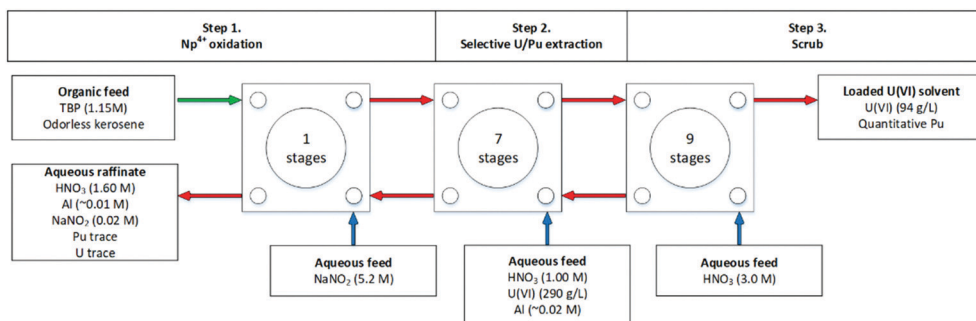 Step 1.
Np⁴⁺ oxidation
Step 2.
Selective U/Pu extraction
Step 3.
Scrub
Organic feed
TBP (1.15M)
Odorless kerosene
1
stages
7
stages
9
stages
Loaded U(VI) solvent
U(VI) (94 g/L)
Quantitative Pu
Aqueous raffinate
HNO₃ (1.60 M)
Al (~0.01 M)
NaNO₂ (0.02 M)
Pu trace
U trace
Aqueous feed
NaNO₂ (5.2 M)
Aqueous feed
HNO₃ (1.00 M)
U(VI) (290 g/L)
Al (~0.02 M)
Aqueous feed
HNO₃ (3.0 M)